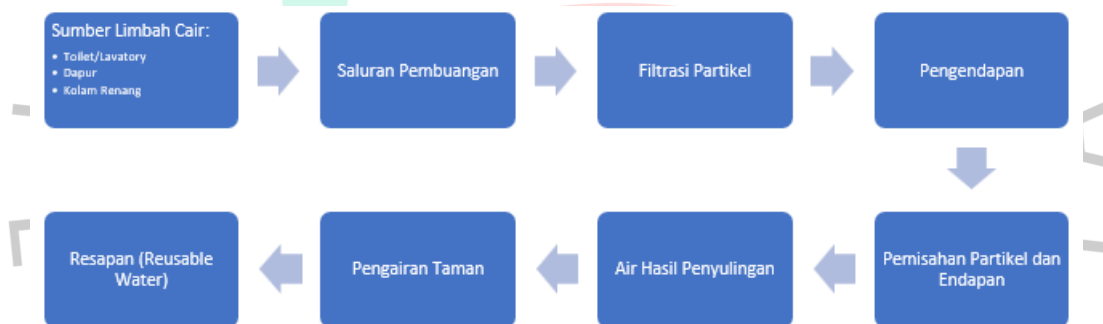 Sumber Limbah Cair:
• Toilet/Lavatory
• Dapur
• Kolam Renang
Saluran Pembuangan
Filtrasi Partikel
Pengendapan
Pemisahan Partikel dan
Endapan
Air Hasil Penyulingan
Pengairan Taman
Resapan (Reusable
Water)